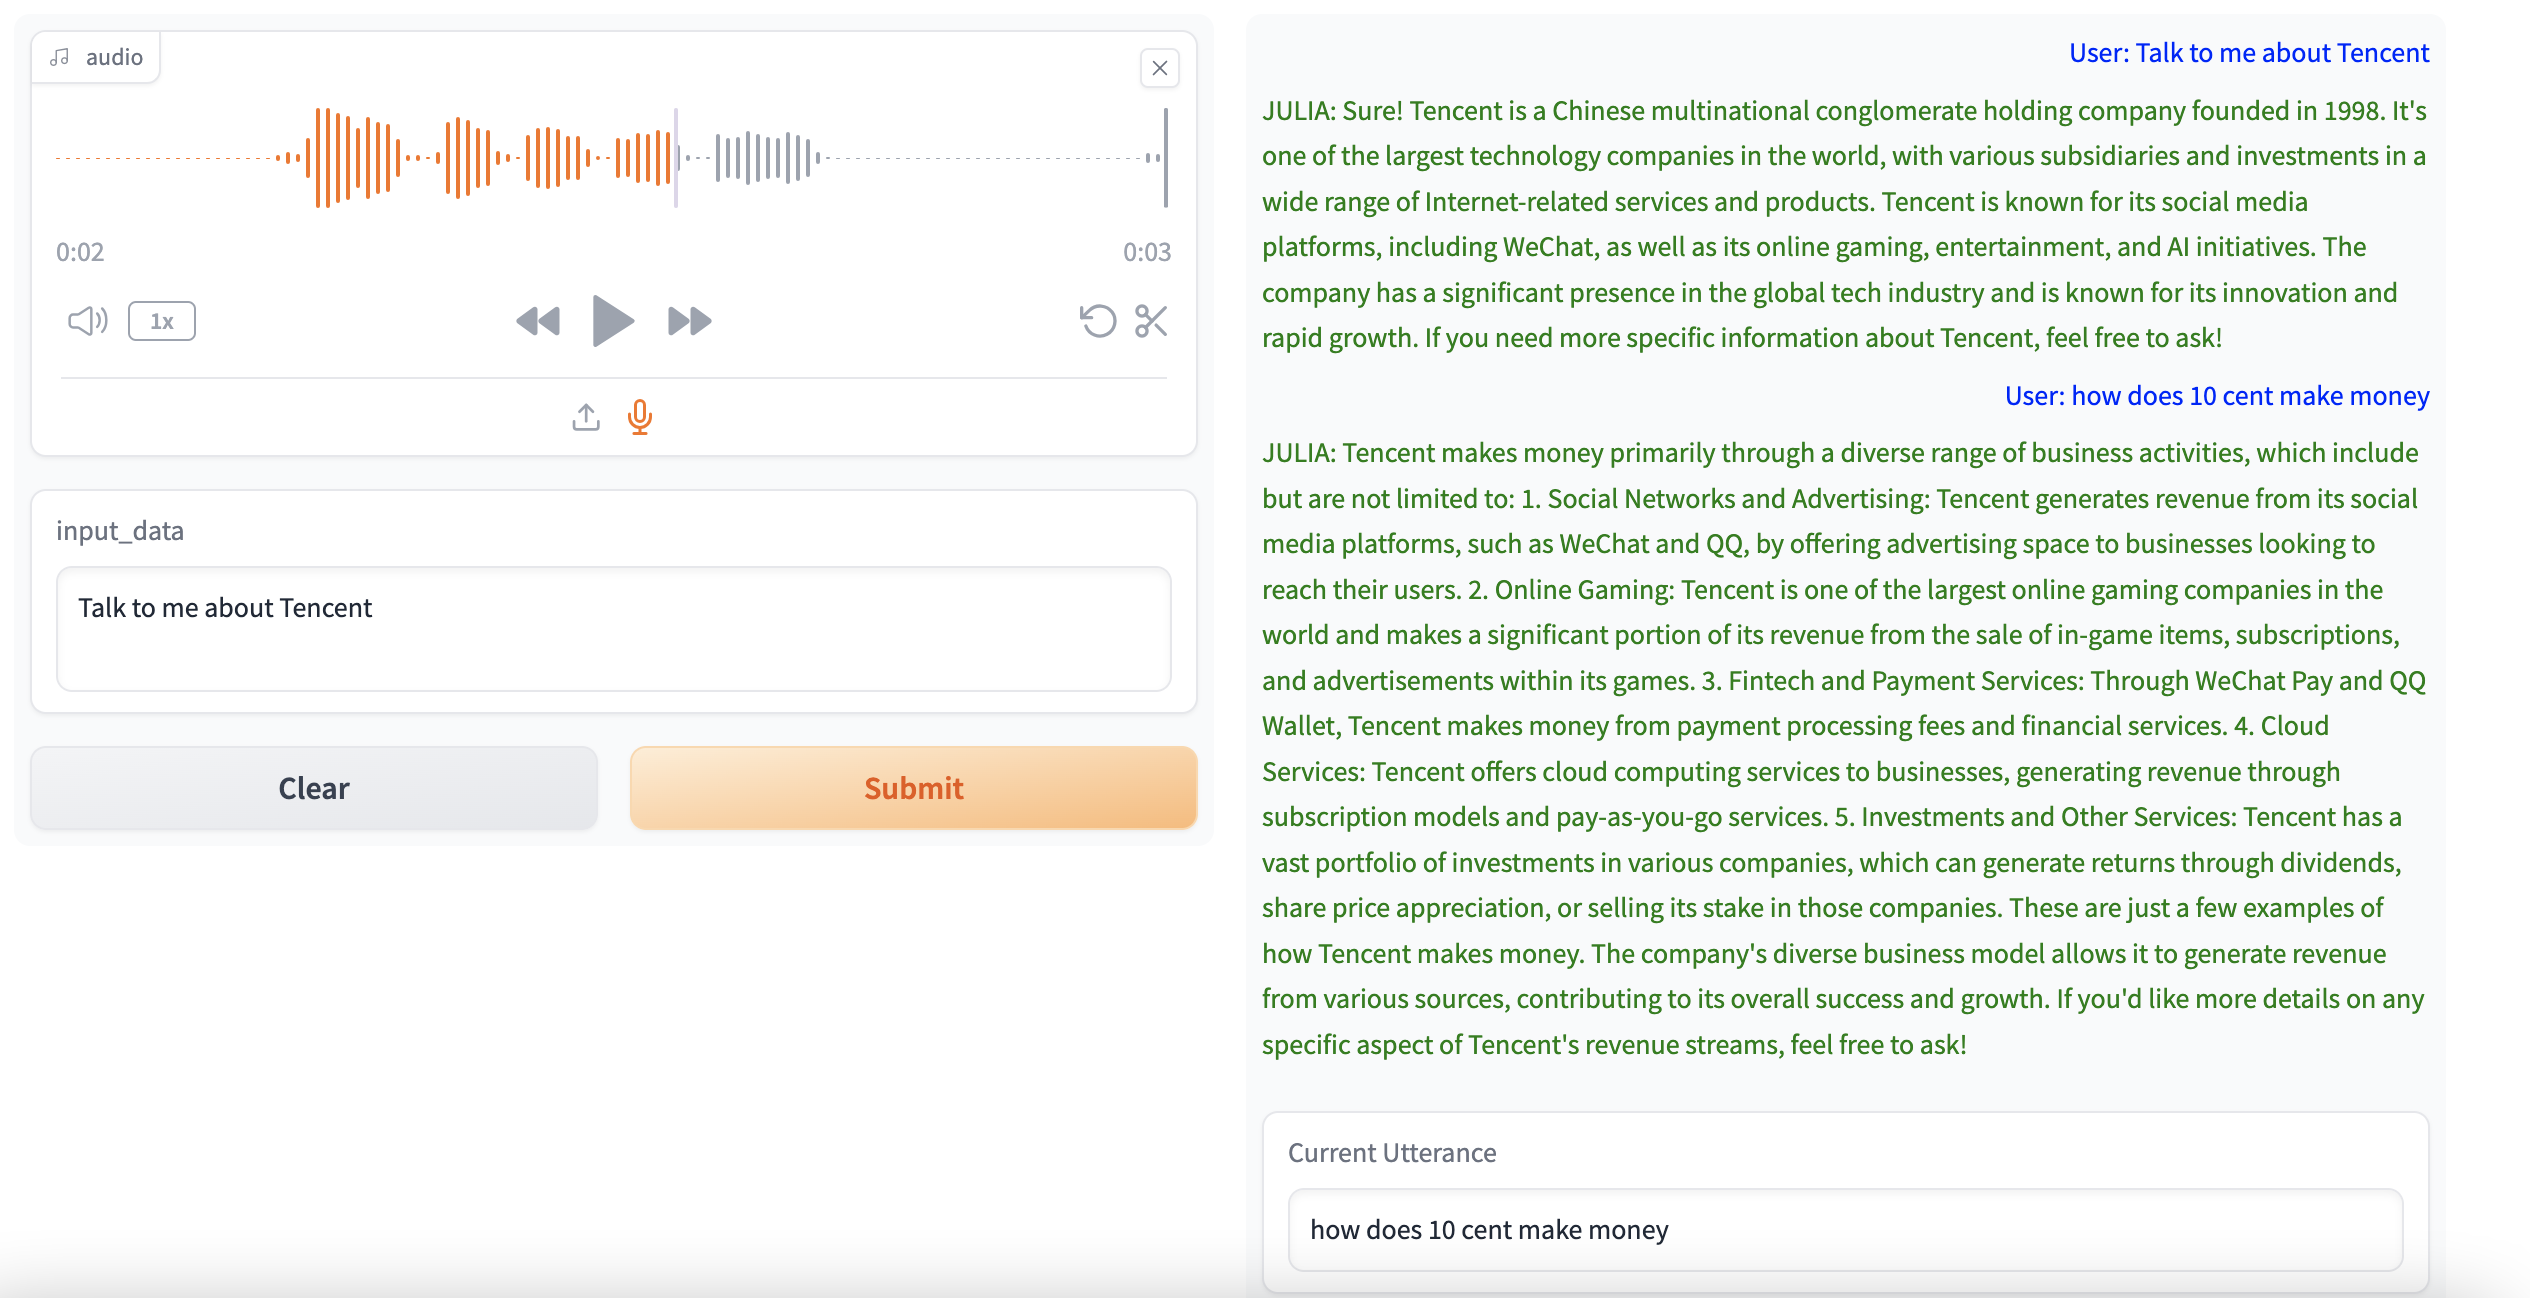 audio
0:02
0:03
1x
input_data
Talk to me about Tencent
Clear
Submit
User: Talk to me about Tencent
JULIA: Sure! Tencent is a Chinese multinational conglomerate holding company founded in 1998. It's
one of the largest technology companies in the world, with various subsidiaries and investments in a
wide range of Internet-related services and products. Tencent is known for its social media
platforms, including WeChat, as well as its online gaming, entertainment, and AI initiatives. The
company has a significant presence in the global tech industry and is known for its innovation and
rapid growth. If you need more specific information about Tencent, feel free to ask!
User: how does 10 cent make money
JULIA: Tencent makes money primarily through a diverse range of business activities, which include
but are not limited to: 1. Social Networks and Advertising: Tencent generates revenue from its social
media platforms, such as WeChat and QQ, by offering advertising space to businesses looking to
reach their users. 2. Online Gaming: Tencent is one of the largest online gaming companies in the
world and makes a significant portion of its revenue from the sale of in-game items, subscriptions,
and advertisements within its games. 3. Fintech and Payment Services: Through WeChat Pay and QQ
Wallet, Tencent makes money from payment processing fees and financial services. 4. Cloud
Services: Tencent offers cloud computing services to businesses, generating revenue through
subscription models and pay-as-you-go services. 5. Investments and Other Services: Tencent has a
vast portfolio of investments in various companies, which can generate returns through dividends,
share price appreciation, or selling its stake in those companies. These are just a few examples of
how Tencent makes money. The company's diverse business model allows it to generate revenue
from various sources, contributing to its overall success and growth. If you'd like more details on any
specific aspect of Tencent's revenue streams, feel free to ask!
Current Utterance
how does 10 cent make money